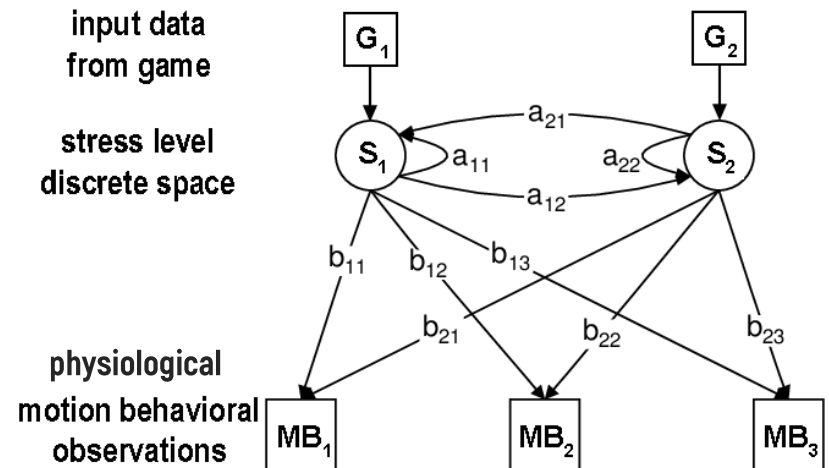 input data
from game
G1
G2
stress level
discrete space
S1
S2
a21
a11
a22
a12
b11
b12
b13
b21
b22
b23
physiological
motion behavioral
observations
MB1
MB2
MB3